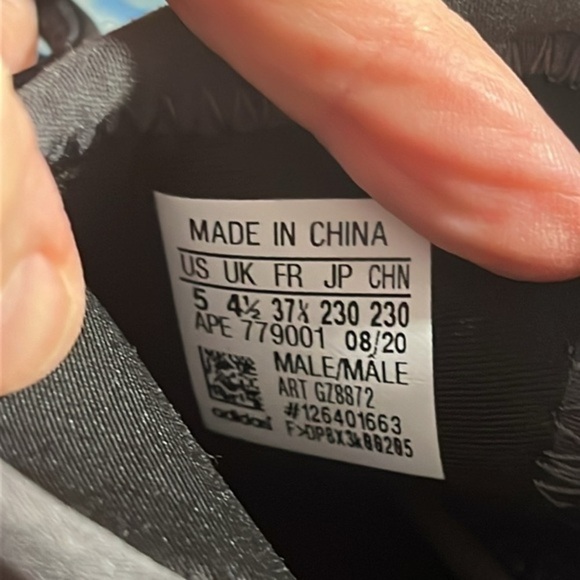 MADE IN CHINA
US UK FR JP CHN
5 4½ 37⅓ 230 230
APE 779001 08/20
MALE/MÂLE
ART GZ8872
#126401663
adidas